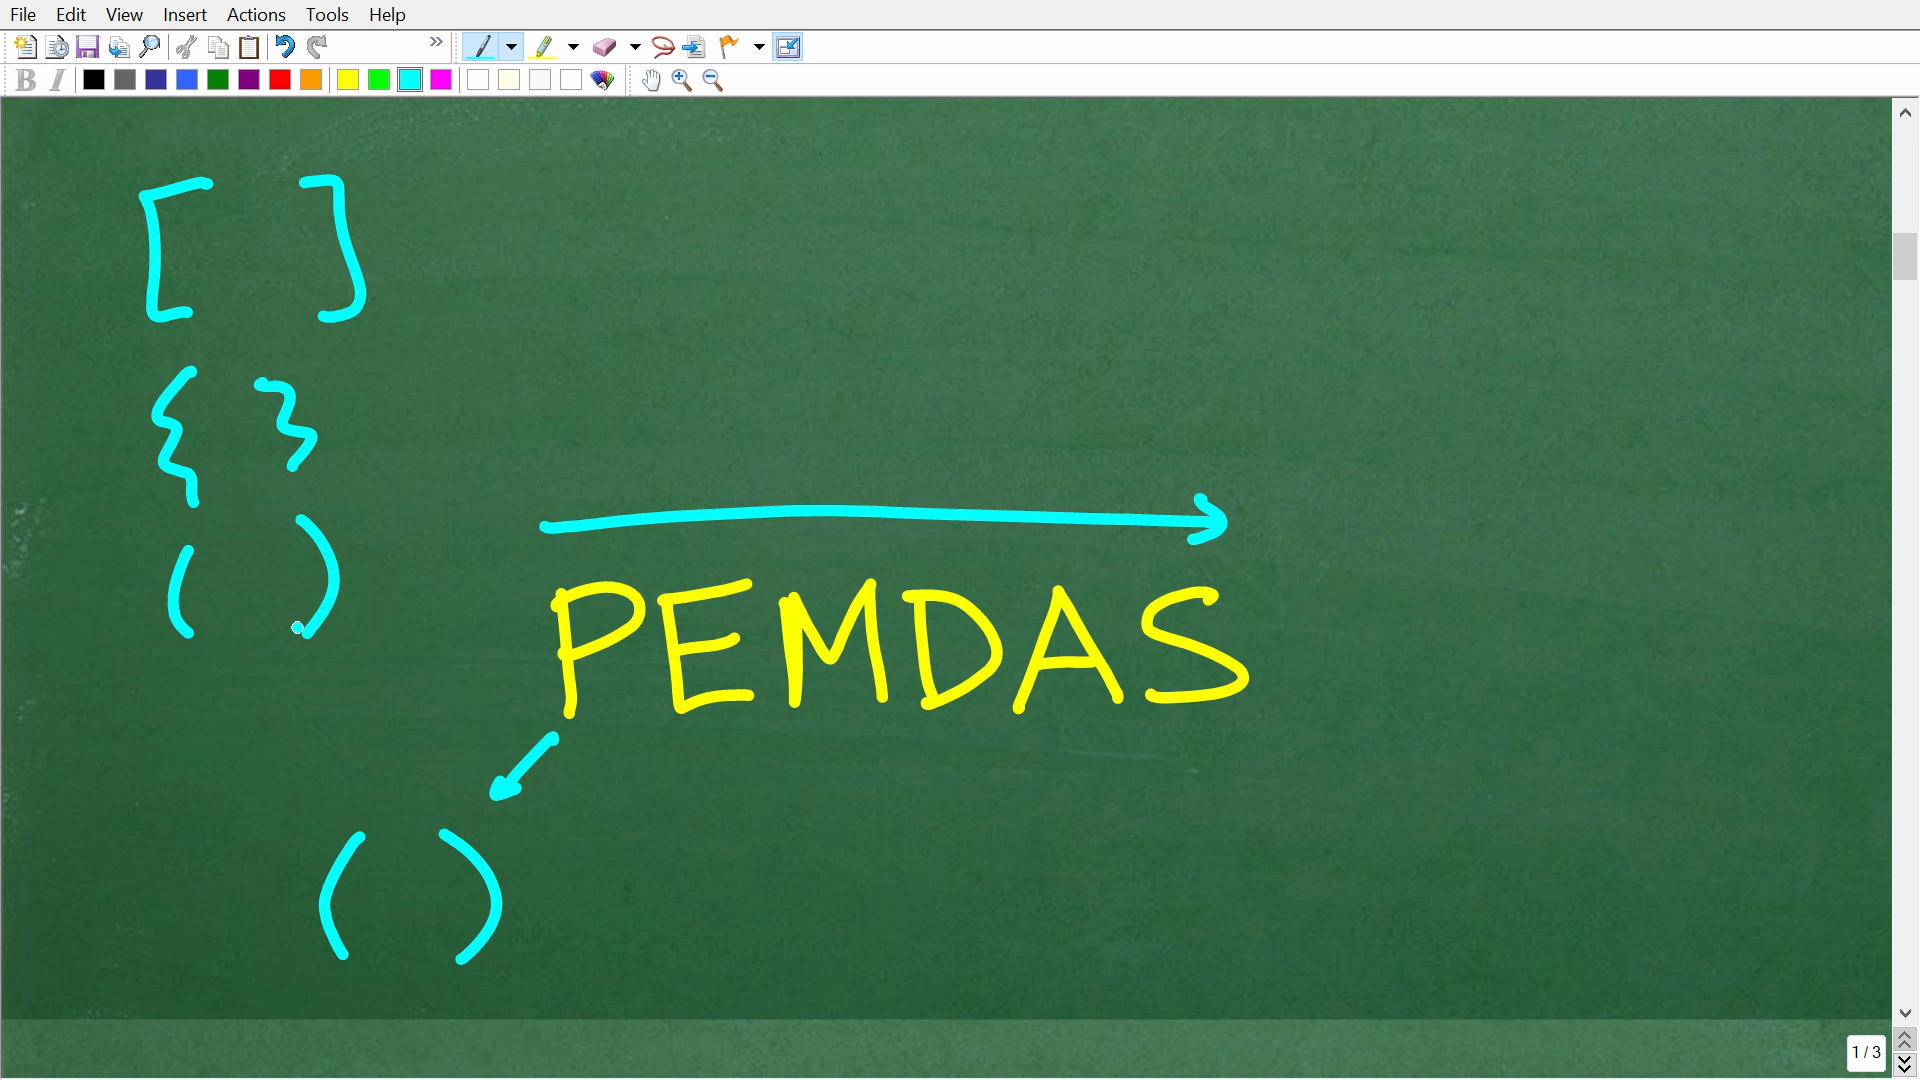 File Edit View Insert Actions Tools Help
B I
[ ]
{ }
( )
PEMDAS
( )
1 / 3